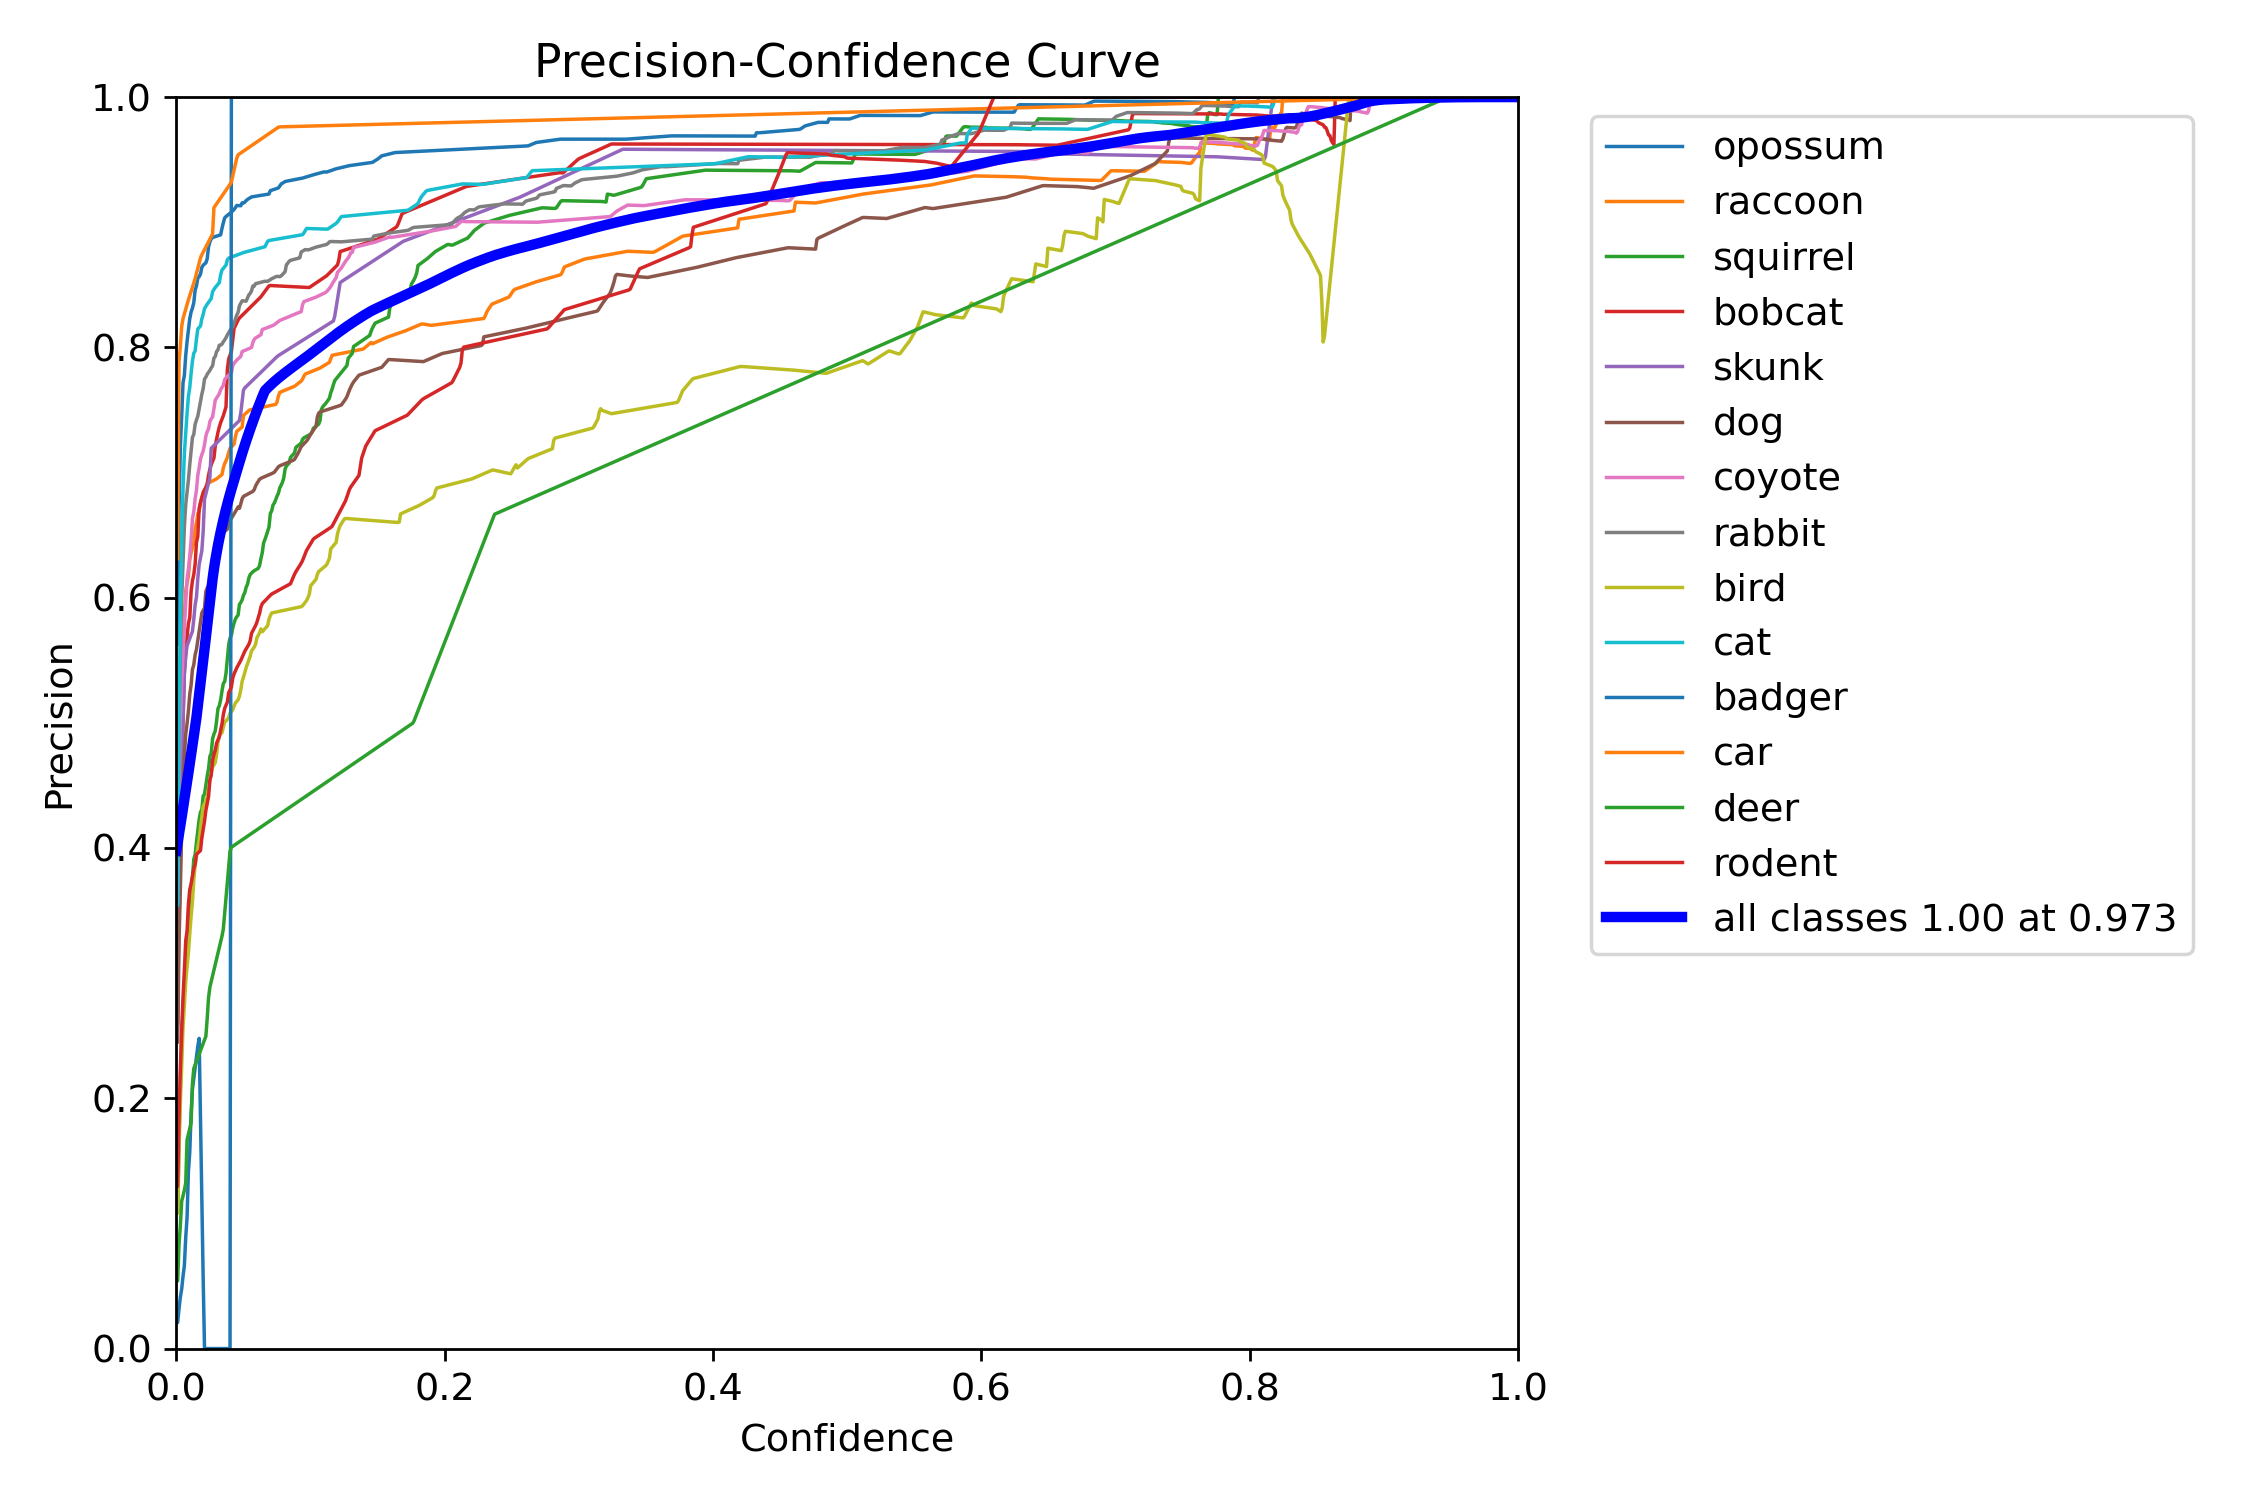 Precision-Confidence Curve
1.0
0.8
0.6
0.4
0.2
0.0
Precision
0.0 0.2 0.4 0.6 0.8 1.0
Confidence
opossum
raccoon
squirrel
bobcat
skunk
dog
coyote
rabbit
bird
cat
badger
car
deer
rodent
all classes 1.00 at 0.973